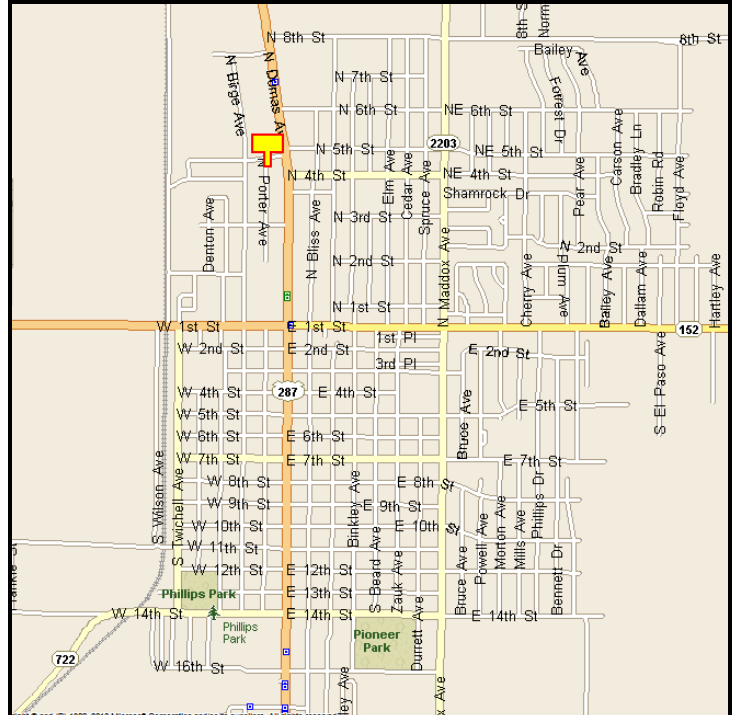 N 8th St
8th St
8th St
Norm
Bailey Ave
N Birge Ave
N Dumas Av
N 7th St
N 6th St
NE 6th St
Forrest Dr
Carson Ave
Bradley Ln
Robin Rd
Floyd Ave
N 5th St
2203
NE 5th St
N 4th St
NE 4th St
Elm Ave
Cedar Ave
Spruce Ave
Shamrock Dr
Pear Ave
N Porter Ave
Denton Ave
N Bliss Ave
N 3rd St
N 2nd St
N 2nd St
N Maddox Ave
Cherry Ave
Plum Ave
Bailey Ave
Dallam Ave
Hartley Ave
N 1st St
W 1st St
E 1st St
152
1st Pl
W 2nd St
E 2nd St
E 2nd St
3rd Pl
S El Paso Ave
287
W 4th St
E 4th St
W 5th St
E 5th St
W 6th St
E 6th St
Bruce Ave
W 7th St
E 7th St
E 7th St
S Wilson Ave
S Twichell Ave
W 8th St
E 8th St
Binkley Ave
Phillips Dr
W 9th St
E 9th St
W 10th St
E 10th St
Morton Ave
Mills Ave
W 11th St
S Beard Ave
Zauk Ave
Bruce Ave
Powell Ave
Bennett Dr
W 12th St
E 12th St
Phillips Park
E 13th St
W 14th St
E 14th St
E 14th St
Phillips
Park
Pioneer
Park
Durrett Ave
722
W 16th St
ley Ave
x Ave